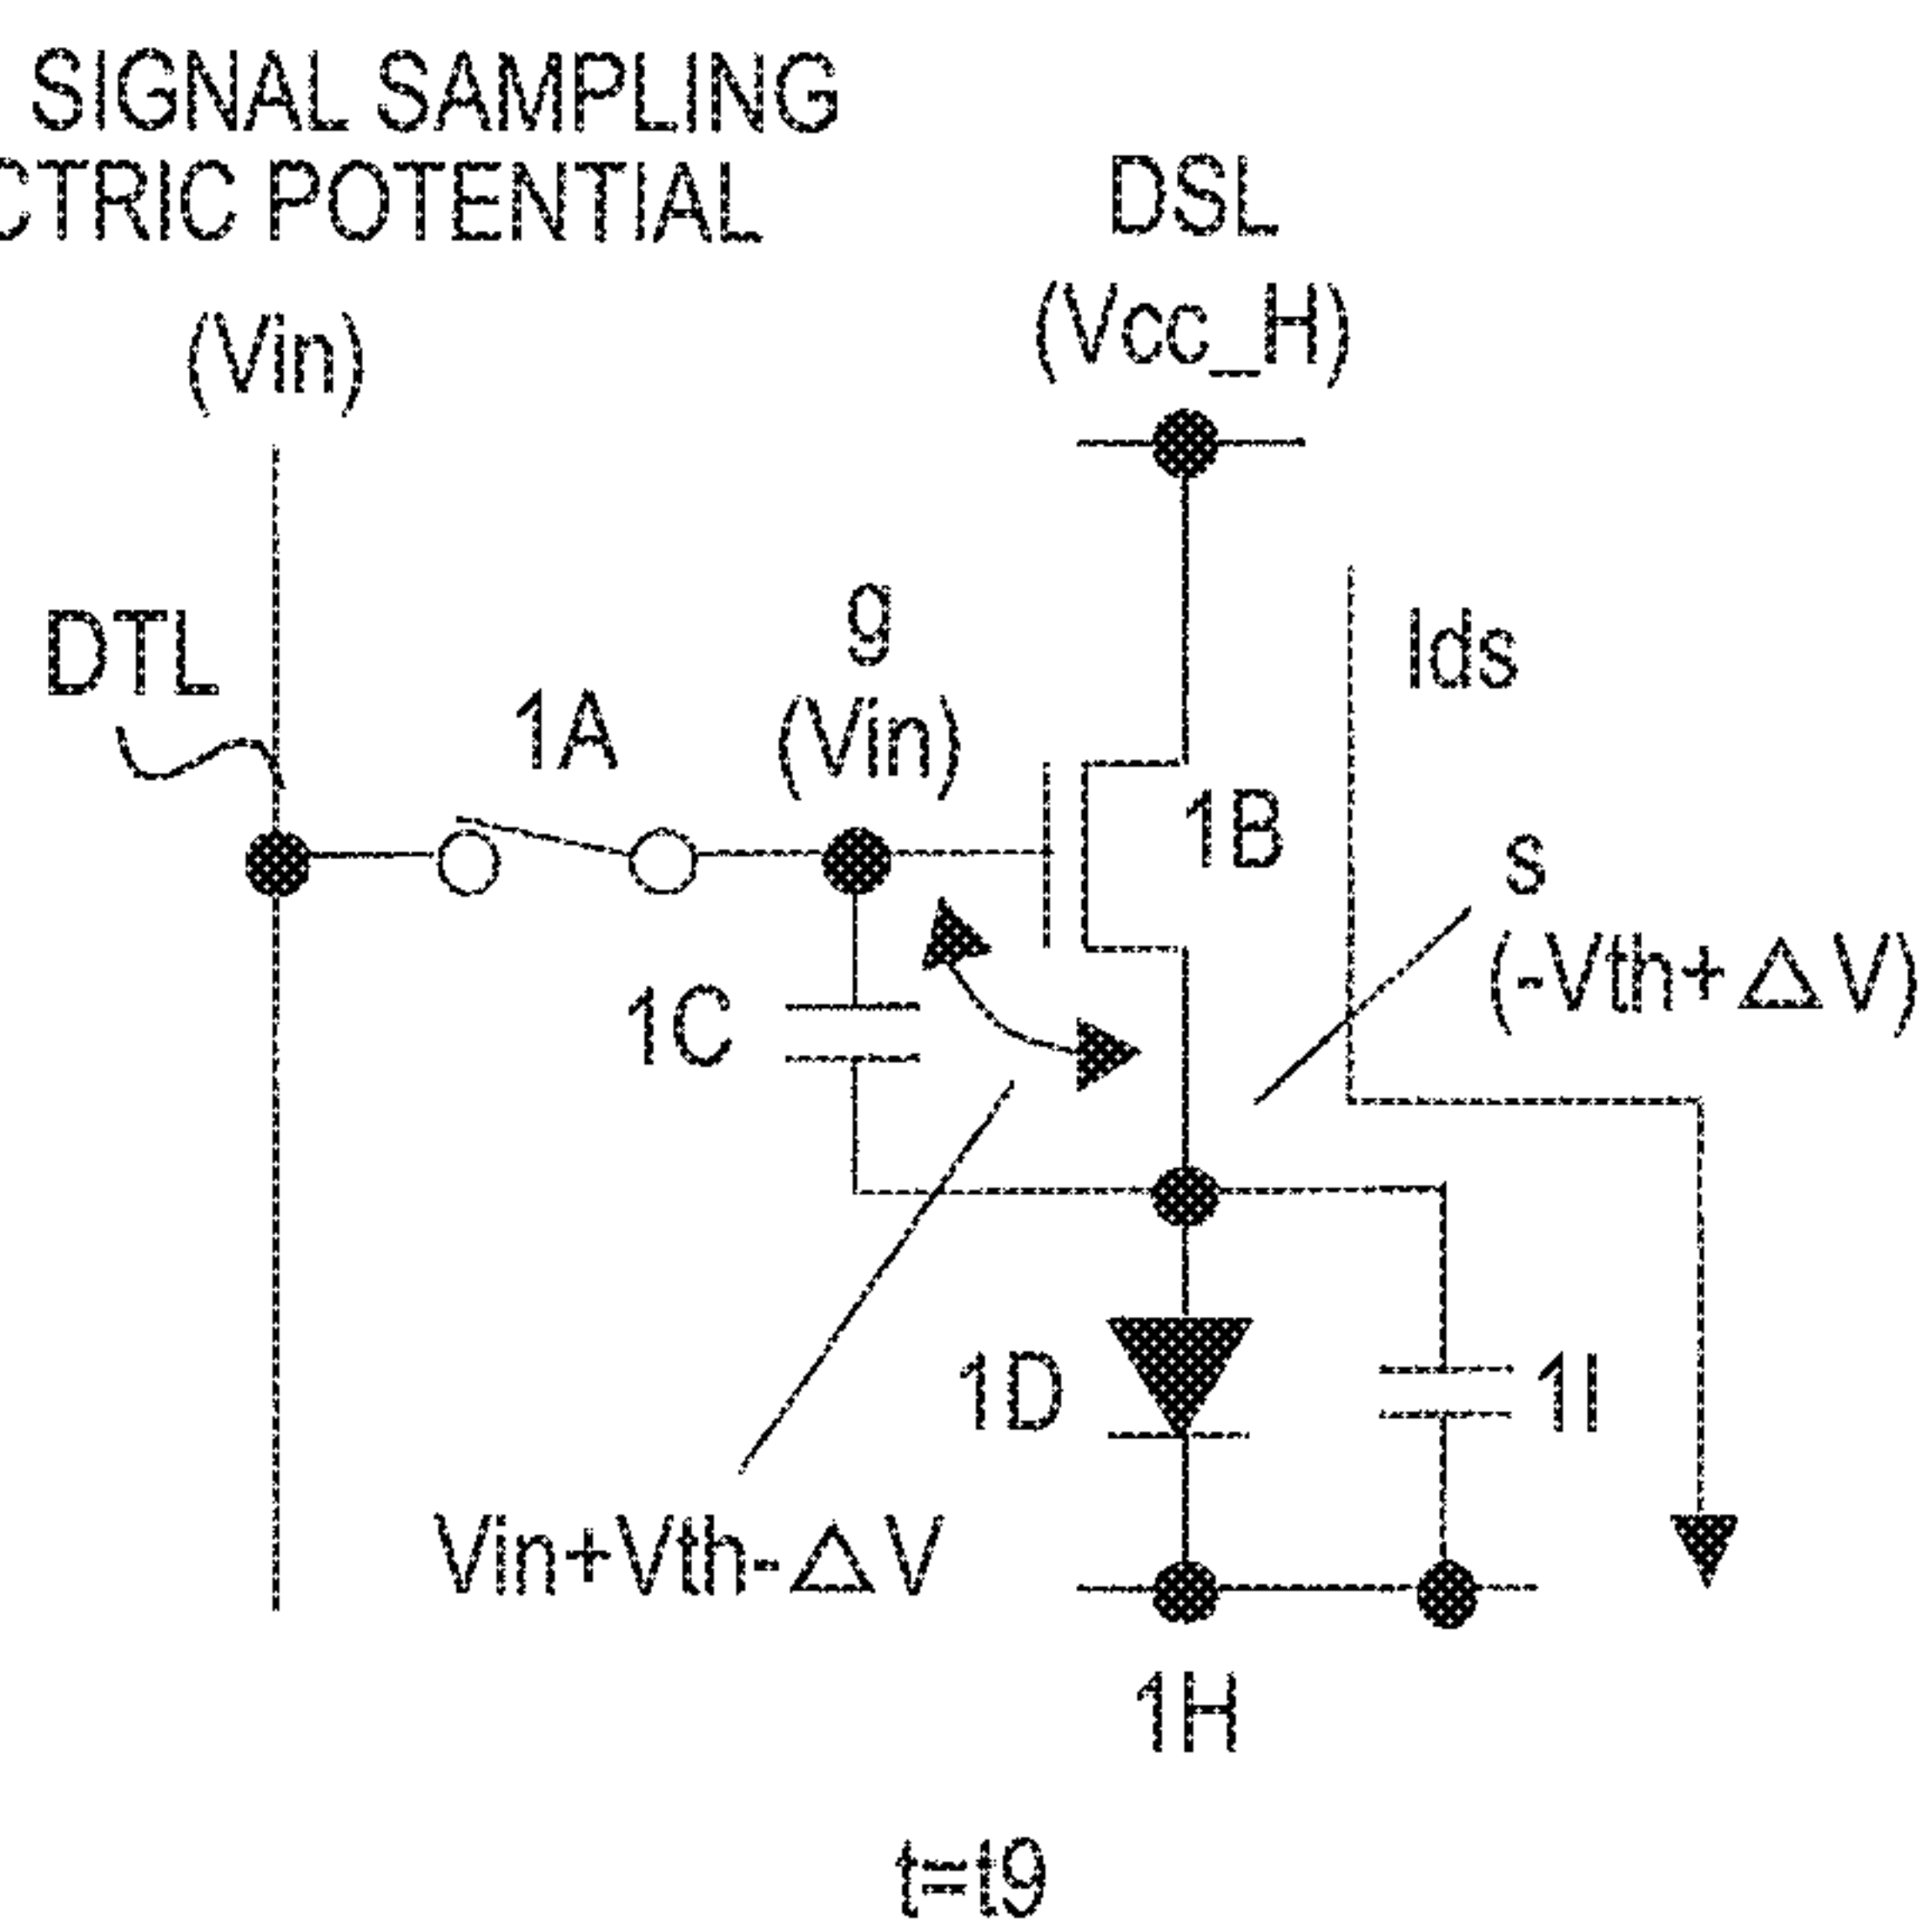 SIGNAL SAMPLING
CTRIC POTENTIAL
(Vin)
DSL
(Vcc_H)
DTL
1A
g
(Vin)
1B
Ids
s
(-Vth+△V)
1C
1D
1I
Vin+Vth-△V
1H
t=t9